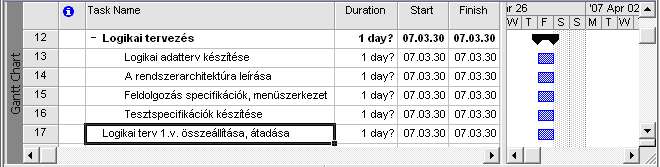 Task Name Duration Start Finish ár 26 '07 Apr 02
W T F S S M T W T
12 Logikai tervezés 1 day? 07.03.30 07.03.30
13 Logikai adatterv készítése 1 day? 07.03.30 07.03.30
14 A rendszerarchitektúra leírása 1 day? 07.03.30 07.03.30
15 Feldolgozás specifikációk, menüszerkezet 1 day? 07.03.30 07.03.30
16 Tesztspecifikációk készítése 1 day? 07.03.30 07.03.30
17 Logikai terv 1.v. összeállítása, átadása 1 day? 07.03.30 07.03.30
Gantt Chart